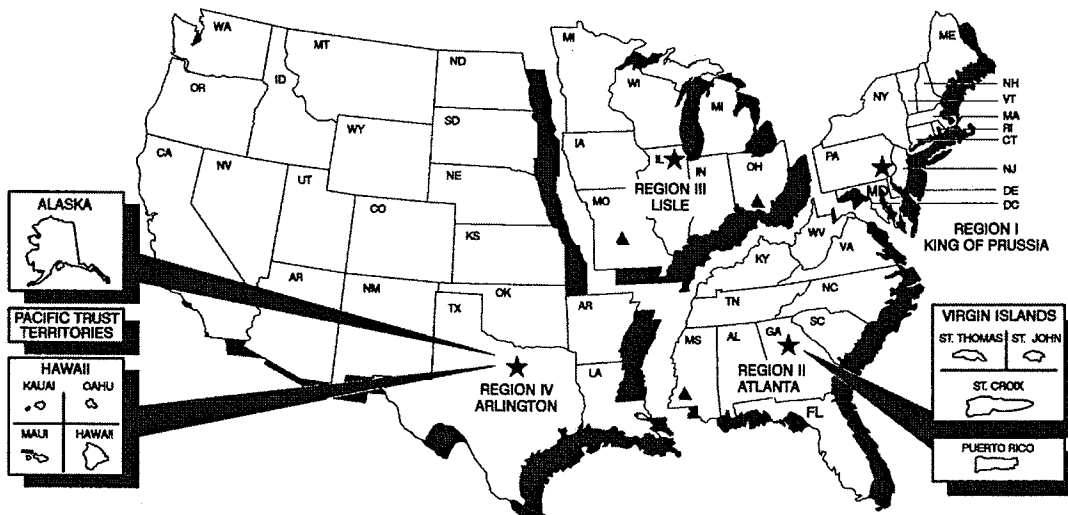 WA
MT
ND
MI
ME
OR
ID
SD
WI
MI
NY
NH
VT
MA
RI
CT
WY
IA
IL
IN
OH
PA
NJ
CA
NV
UT
NE
REGION III
LISLE
MD
DE
DC
ALASKA
CO
MO
WV
VA
REGION I
KING OF PRUSSIA
KS
KY
AR
NM
OK
TN
NC
PACIFIC TRUST
TERRITORIES
TX
AR
MS
AL
GA
SC
VIRGIN ISLANDS
ST. THOMAS
ST. JOHN
HAWAII
KAUAI
OAHU
LA
REGION IV
ARLINGTON
REGION II
ATLANTA
ST. CROIX
FL
MAUI
HAWAII
PUERTO RICO